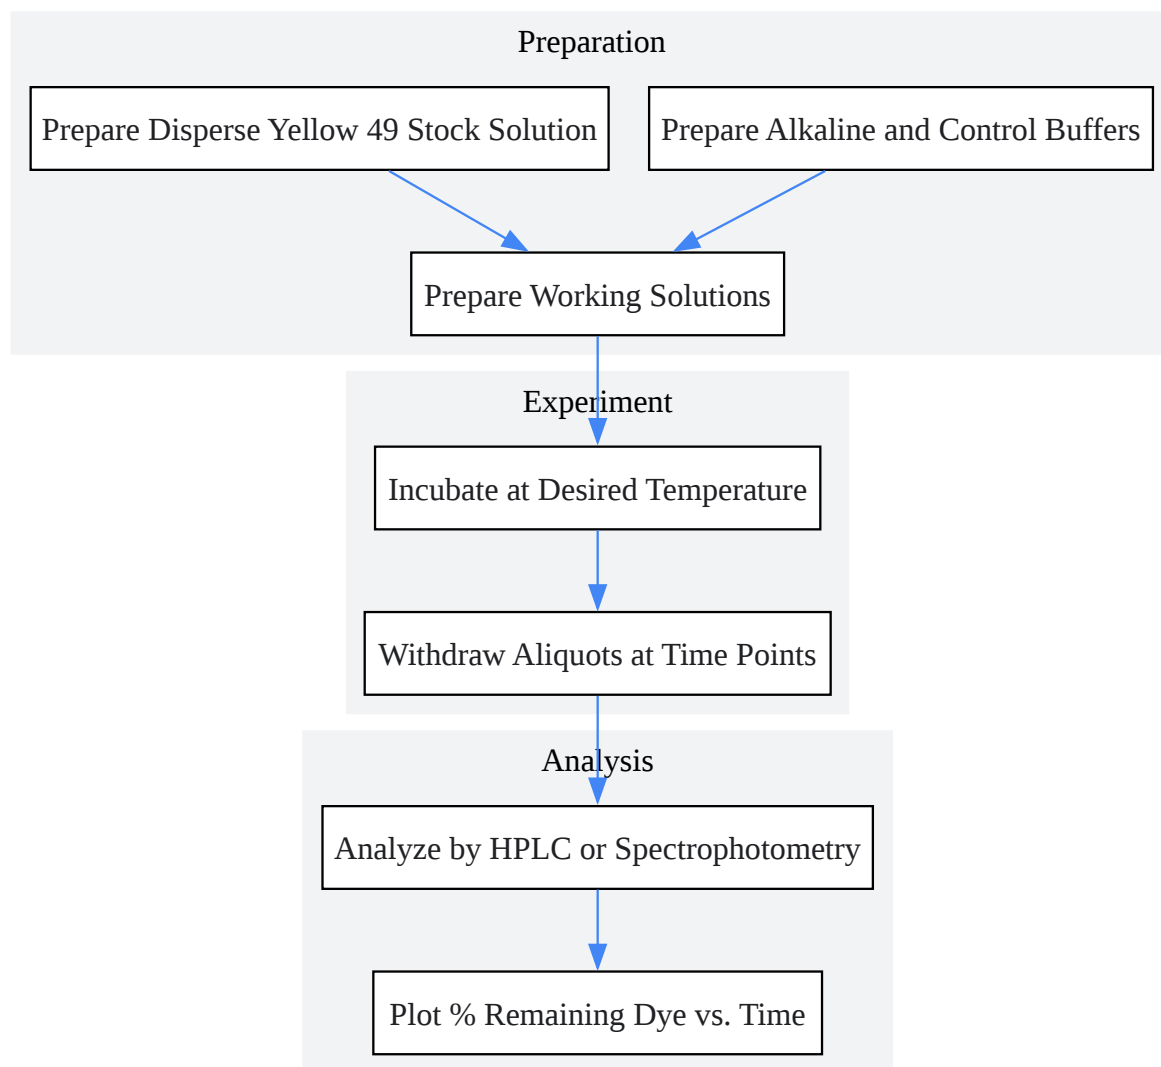 Preparation
Prepare Disperse Yellow 49 Stock Solution
Prepare Alkaline and Control Buffers
Prepare Working Solutions
Experiment
Incubate at Desired Temperature
Withdraw Aliquots at Time Points
Analysis
Analyze by HPLC or Spectrophotometry
Plot % Remaining Dye vs. Time